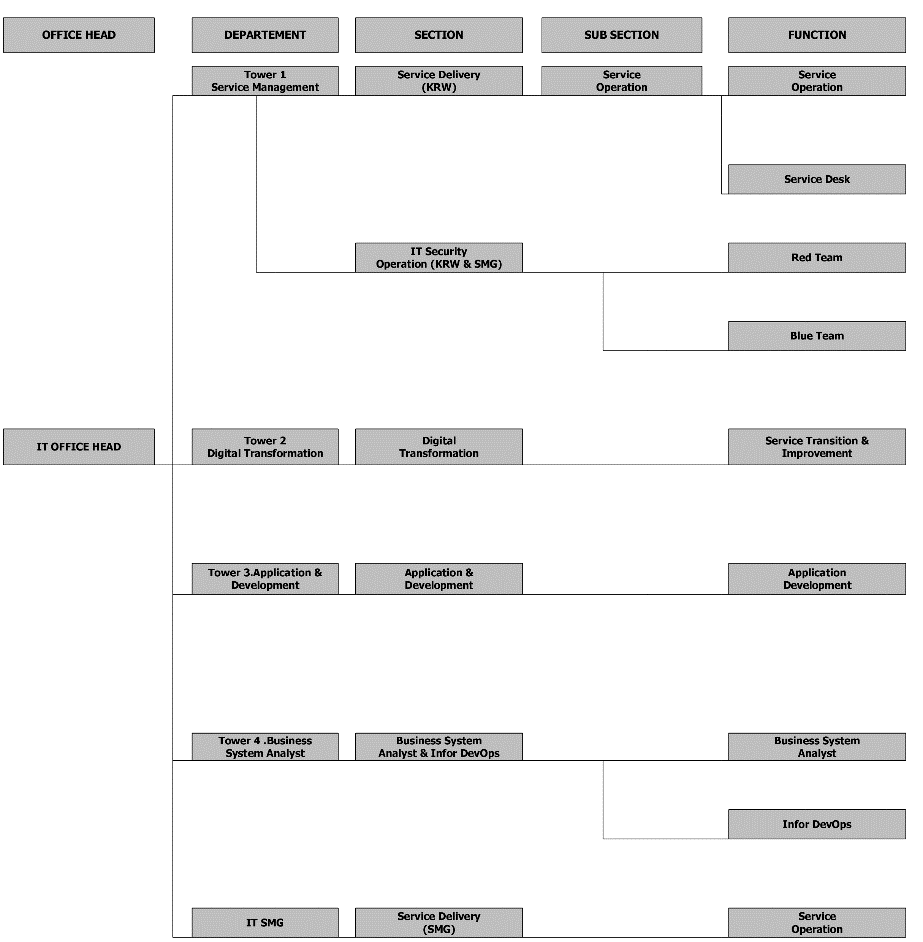 OFFICE HEAD
DEPARTEMENT
SECTION
SUB SECTION
FUNCTION
Tower 1
Service Management
Service Delivery
(KRW)
Service
Operation
Service
Operation
Service Desk
IT Security
Operation (KRW & SMG)
Red Team
Blue Team
IT OFFICE HEAD
Tower 2
Digital Transformation
Digital
Transformation
Service Transition &
Improvement
Tower 3.Application &
Development
Application &
Development
Application
Development
Tower 4 .Business
System Analyst
Business System
Analyst & Infor DevOps
Business System
Analyst
Infor DevOps
IT SMG
Service Delivery
(SMG)
Service
Operation